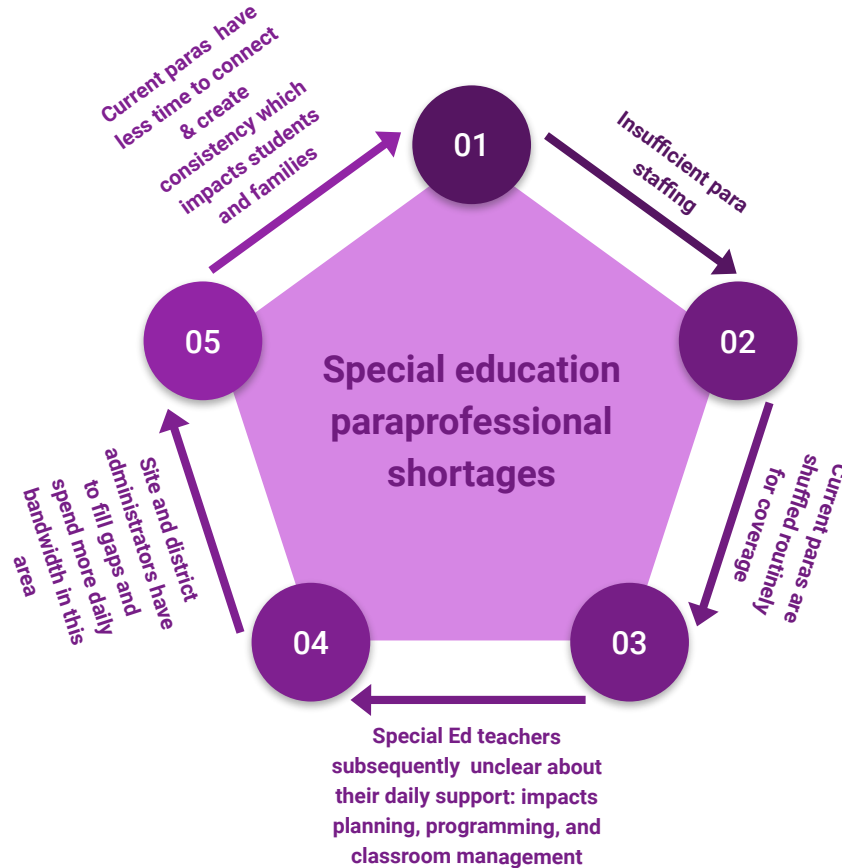 01
Insufficient para
staffing
02
Current paras are
shuffled routinely
for coverage
03
Special Ed teachers
subsequently unclear about
their daily support: impacts
planning, programming, and
classroom management
04
Site and district
administrators have
to fill gaps and
spend more daily
bandwidth in this
area
05
Current paras have
less time to connect
& create
consistency which
impacts students
and families
Special education
paraprofessional
shortages